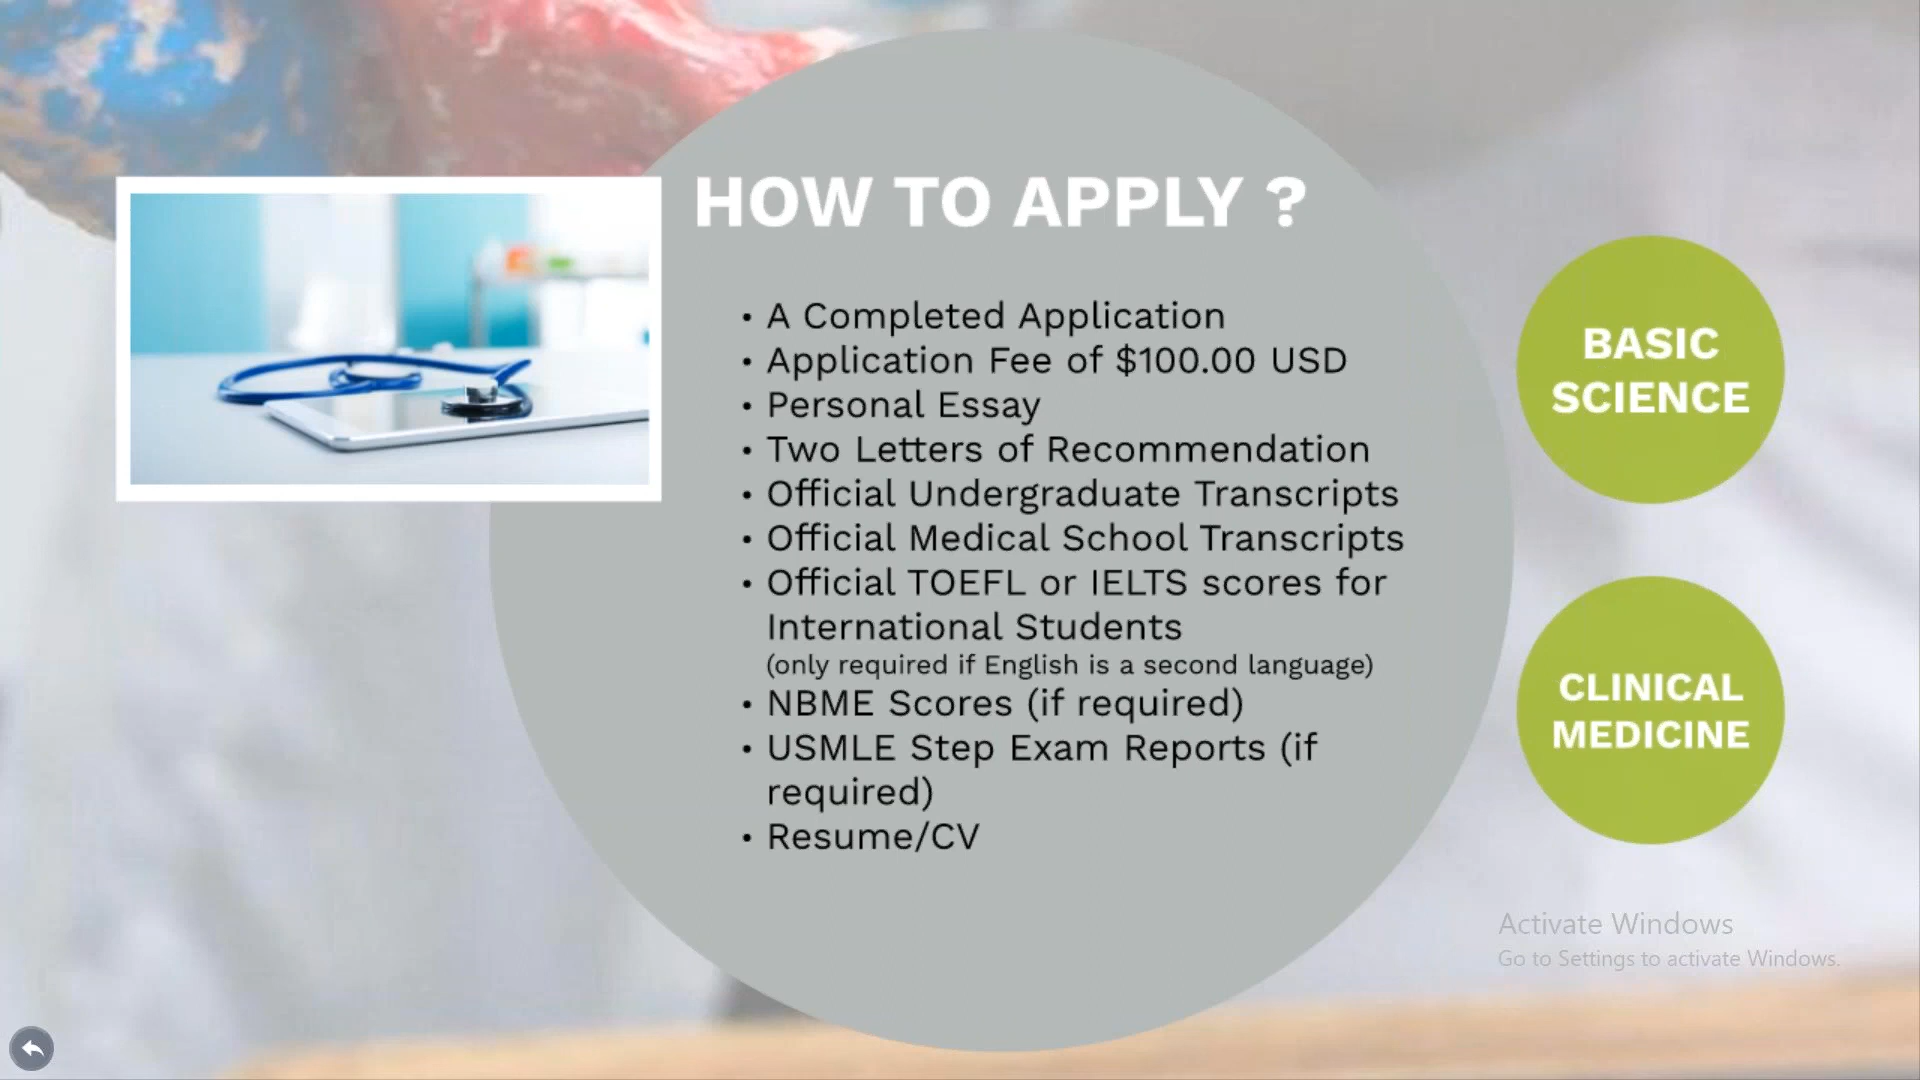 HOW TO APPLY ?
• A Completed Application
• Application Fee of $100.00 USD
• Personal Essay
• Two Letters of Recommendation
• Official Undergraduate Transcripts
• Official Medical School Transcripts
• Official TOEFL or IELTS scores for
International Students
(only required if English is a second language)
• NBME Scores (if required)
• USMLE Step Exam Reports (if
required)
• Resume/CV
BASIC
SCIENCE
CLINICAL
MEDICINE
Activate Windows
Go to Settings to activate Windows.